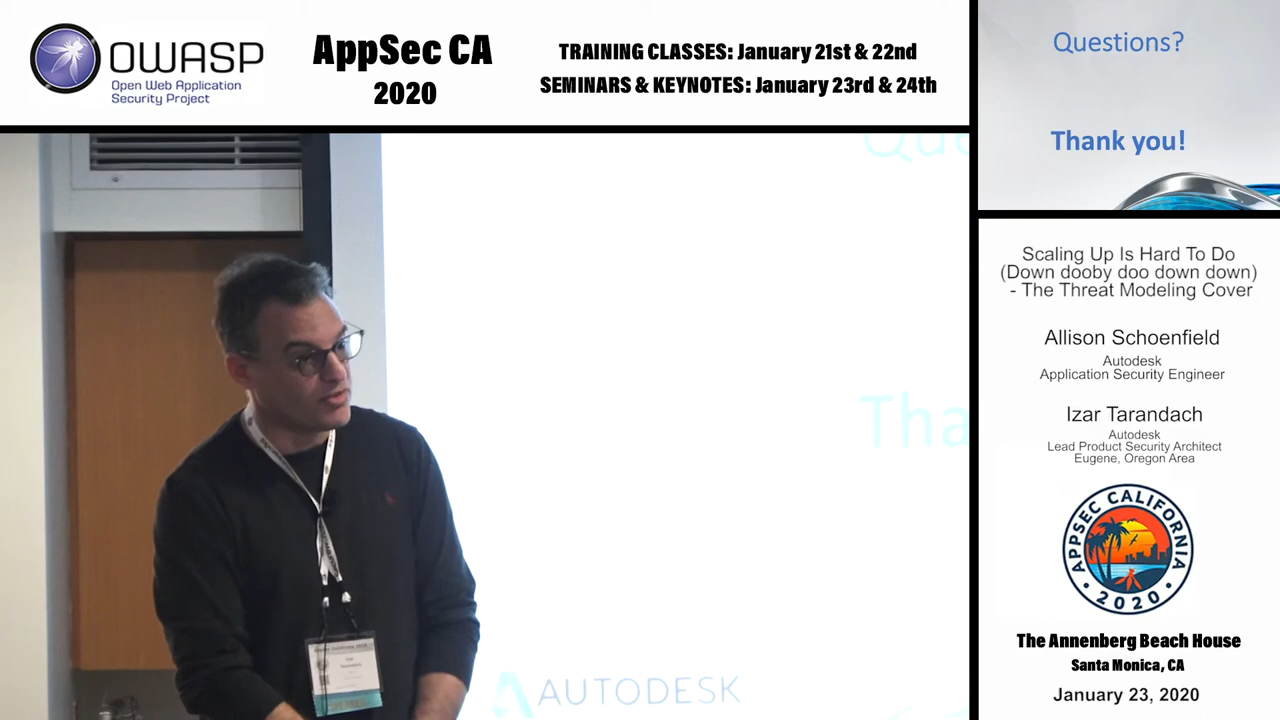 OWASP
Open Web Application
Security Project
AppSec CA
2020
TRAINING CLASSES: January 21st & 22nd
SEMINARS & KEYNOTES: January 23rd & 24th
Questions?
Thank you!
Que
Tha
AUTODESK
Scaling Up Is Hard To Do
(Down dooby doo down down)
- The Threat Modeling Cover
Allison Schoenfield
Autodesk
Application Security Engineer
Izar Tarandach
Autodesk
Lead Product Security Architect
Eugene, Oregon Area
APPSEC CALIFORNIA
2020
The Annenberg Beach House
Santa Monica, CA
January 23, 2020